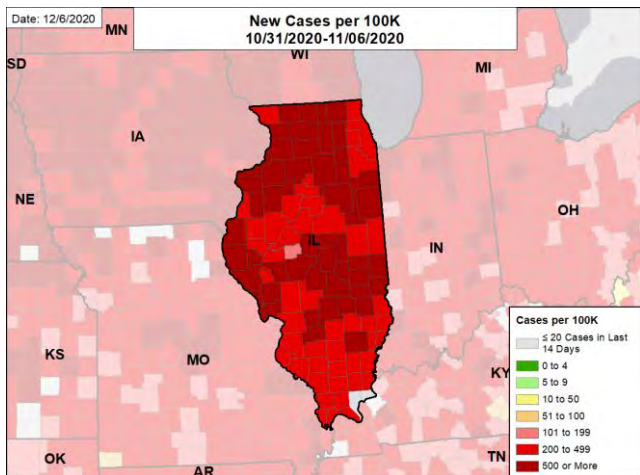 Date: 12/6/2020
New Cases per 100K
10/31/2020-11/06/2020
MN
WI
SD
MI
IA
NE
OH
IL
IN
KS
MO
KY
OK
AR
TN
Cases per 100K
≤ 20 Cases in Last
14 Days
0 to 4
5 to 9
10 to 50
51 to 100
101 to 199
200 to 499
500 or More